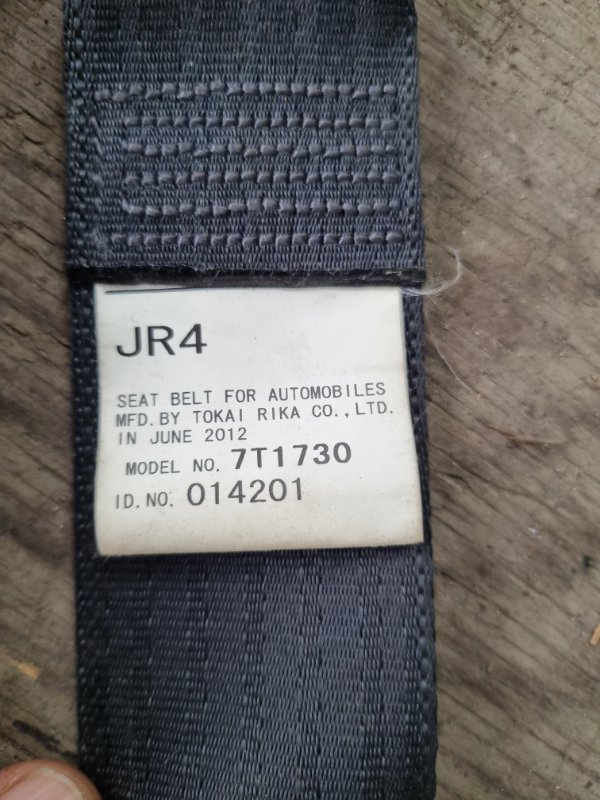 JR4
SEAT BELT FOR AUTOMOBILES
MFD. BY TOKAI RIKA CO., LTD.
IN JUNE 2012
MODEL NO. 7T1730
ID. NO. 014201